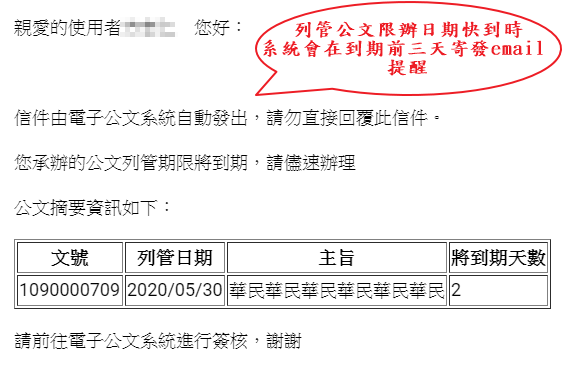 親愛的使用者 您好：
列管公文限辦日期快到時
系統會在到期前三天寄發email
提醒
信件由電子公文系統自動發出，請勿直接回覆此信件。
您承辦的公文列管期限將到期，請儘速辦理
公文摘要資訊如下：
文號 列管日期 主旨 將到期天數
1090000709 2020/05/30 華民華民華民華民華民華民 2
請前往電子公文系統進行簽核，謝謝